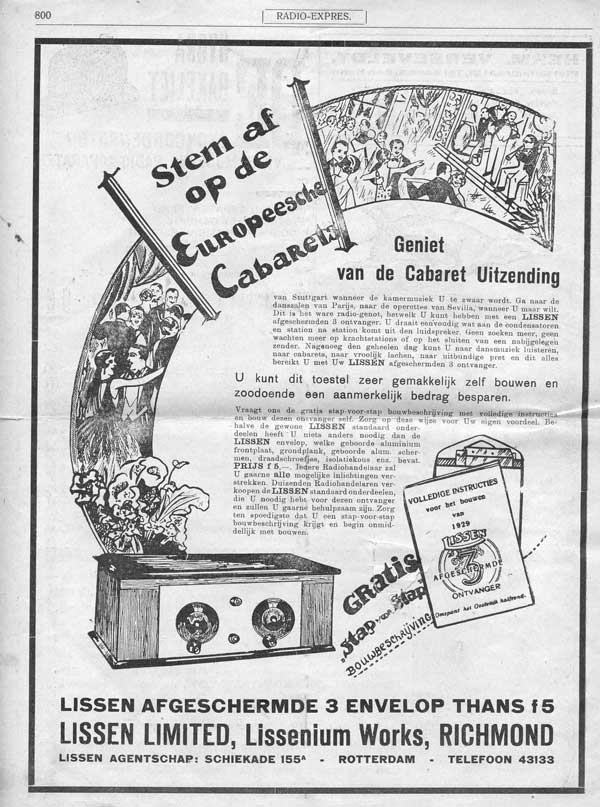 800
RADIO-EXPRES.
Stem af
op de
Europeesche
Cabarets
Geniet
van de Cabaret Uitzending
van Stuttgart wanneer de kamermuziek U te zwaar wordt. Ga naar de
danszalen van Parijs, naar de operettes van Sevilla, wanneer U maar wilt.
Dit is het ware radio-genot, hetwelk U kunt hebben met een LISSEN
afgeschermden 3 ontvanger. U draait eenvoudig wat aan de condensatoren
en station na station komt uit den luidspreker. Geen zoeken meer, geen
wachten meer op krachtstations of op het sluiten van een nabijgelegen
zender. Nagenoeg den geheelen dag kunt U naar dansmuziek luisteren,
naar cabarets, naar vroolijk lachen, naar uitbundige pret en dit alles
bereikt U met Uw LISSEN afgeschermden 3 ontvanger.
U kunt dit toestel zeer gemakkelijk zelf bouwen en
zoodoende een aanmerkelijk bedrag besparen.
Vraagt ons de gratis stap-voor-stap bouwbeschrijving met volledige instructies
en bouw dezen ontvanger zelf. Zorg op deze wijze voor Uw eigen voordeel. Be-
halve de gewone LISSEN standaard onder-
deelen heeft U niets anders noodig dan de
LISSEN envelop, welke geboorde aluminium
frontplaat, grondplank, geboorde alum. scher-
men, draadschroefjes, isolatiekous enz. bevat.
PRIJS f 5,—. Iedere Radiohandelaar zal
U gaarne alle mogelijke inlichtingen ver-
strekken. Duizenden Radiohandelaren ver-
koopen de LISSEN standaard onderdeelen,
die U noodig hebt voor dezen ontvanger
en zullen U gaarne behulpzaam zijn. Zorg
ten spoedigste dat U een stap-voor-stap
bouwbeschrijving krijgt en begin onmid-
dellijk met bouwen.
VOLLEDIGE INSTRUCTIES
voor het bouwen
van
1929
LISSEN
"3"
AFGESCHERMDE
ONTVANGER
GRATIS
"Stap voor Stap"
BOUWBESCHRIJVING
LISSEN AFGESCHERMDE 3 ENVELOP THANS f5
LISSEN LIMITED, Lissenium Works, RICHMOND
LISSEN AGENTSCHAP: SCHIEKADE 155A - ROTTERDAM - TELEFOON 43133